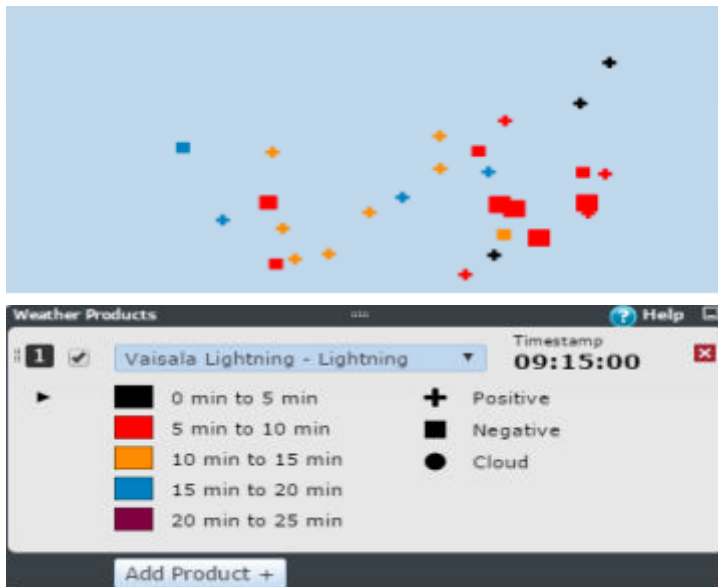 Weather Products ? Help
1 Vaisala Lightning - Lightning Timestamp 09:15:00
0 min to 5 min Positive
5 min to 10 min Negative
10 min to 15 min Cloud
15 min to 20 min
20 min to 25 min
Add Product +